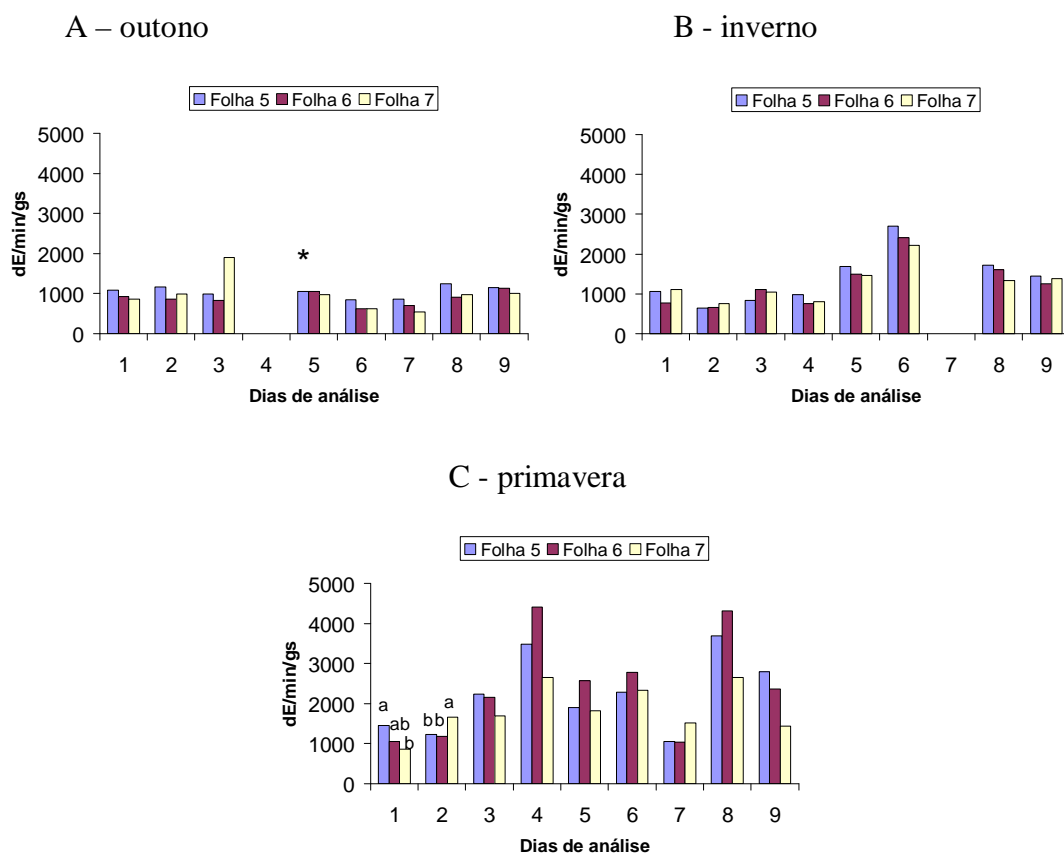 A – outono
Folha 5 Folha 6 Folha 7
5000
4000
3000
2000
1000
0
dE/min/gs
*
1 2 3 4 5 6 7 8 9
Dias de análise
B - inverno
Folha 5 Folha 6 Folha 7
5000
4000
3000
2000
1000
0
dE/min/gs
1 2 3 4 5 6 7 8 9
Dias de análise
C - primavera
Folha 5 Folha 6 Folha 7
5000
4000
3000
2000
1000
0
dE/min/gs
a ab b bb a
1 2 3 4 5 6 7 8 9
Dias de análise